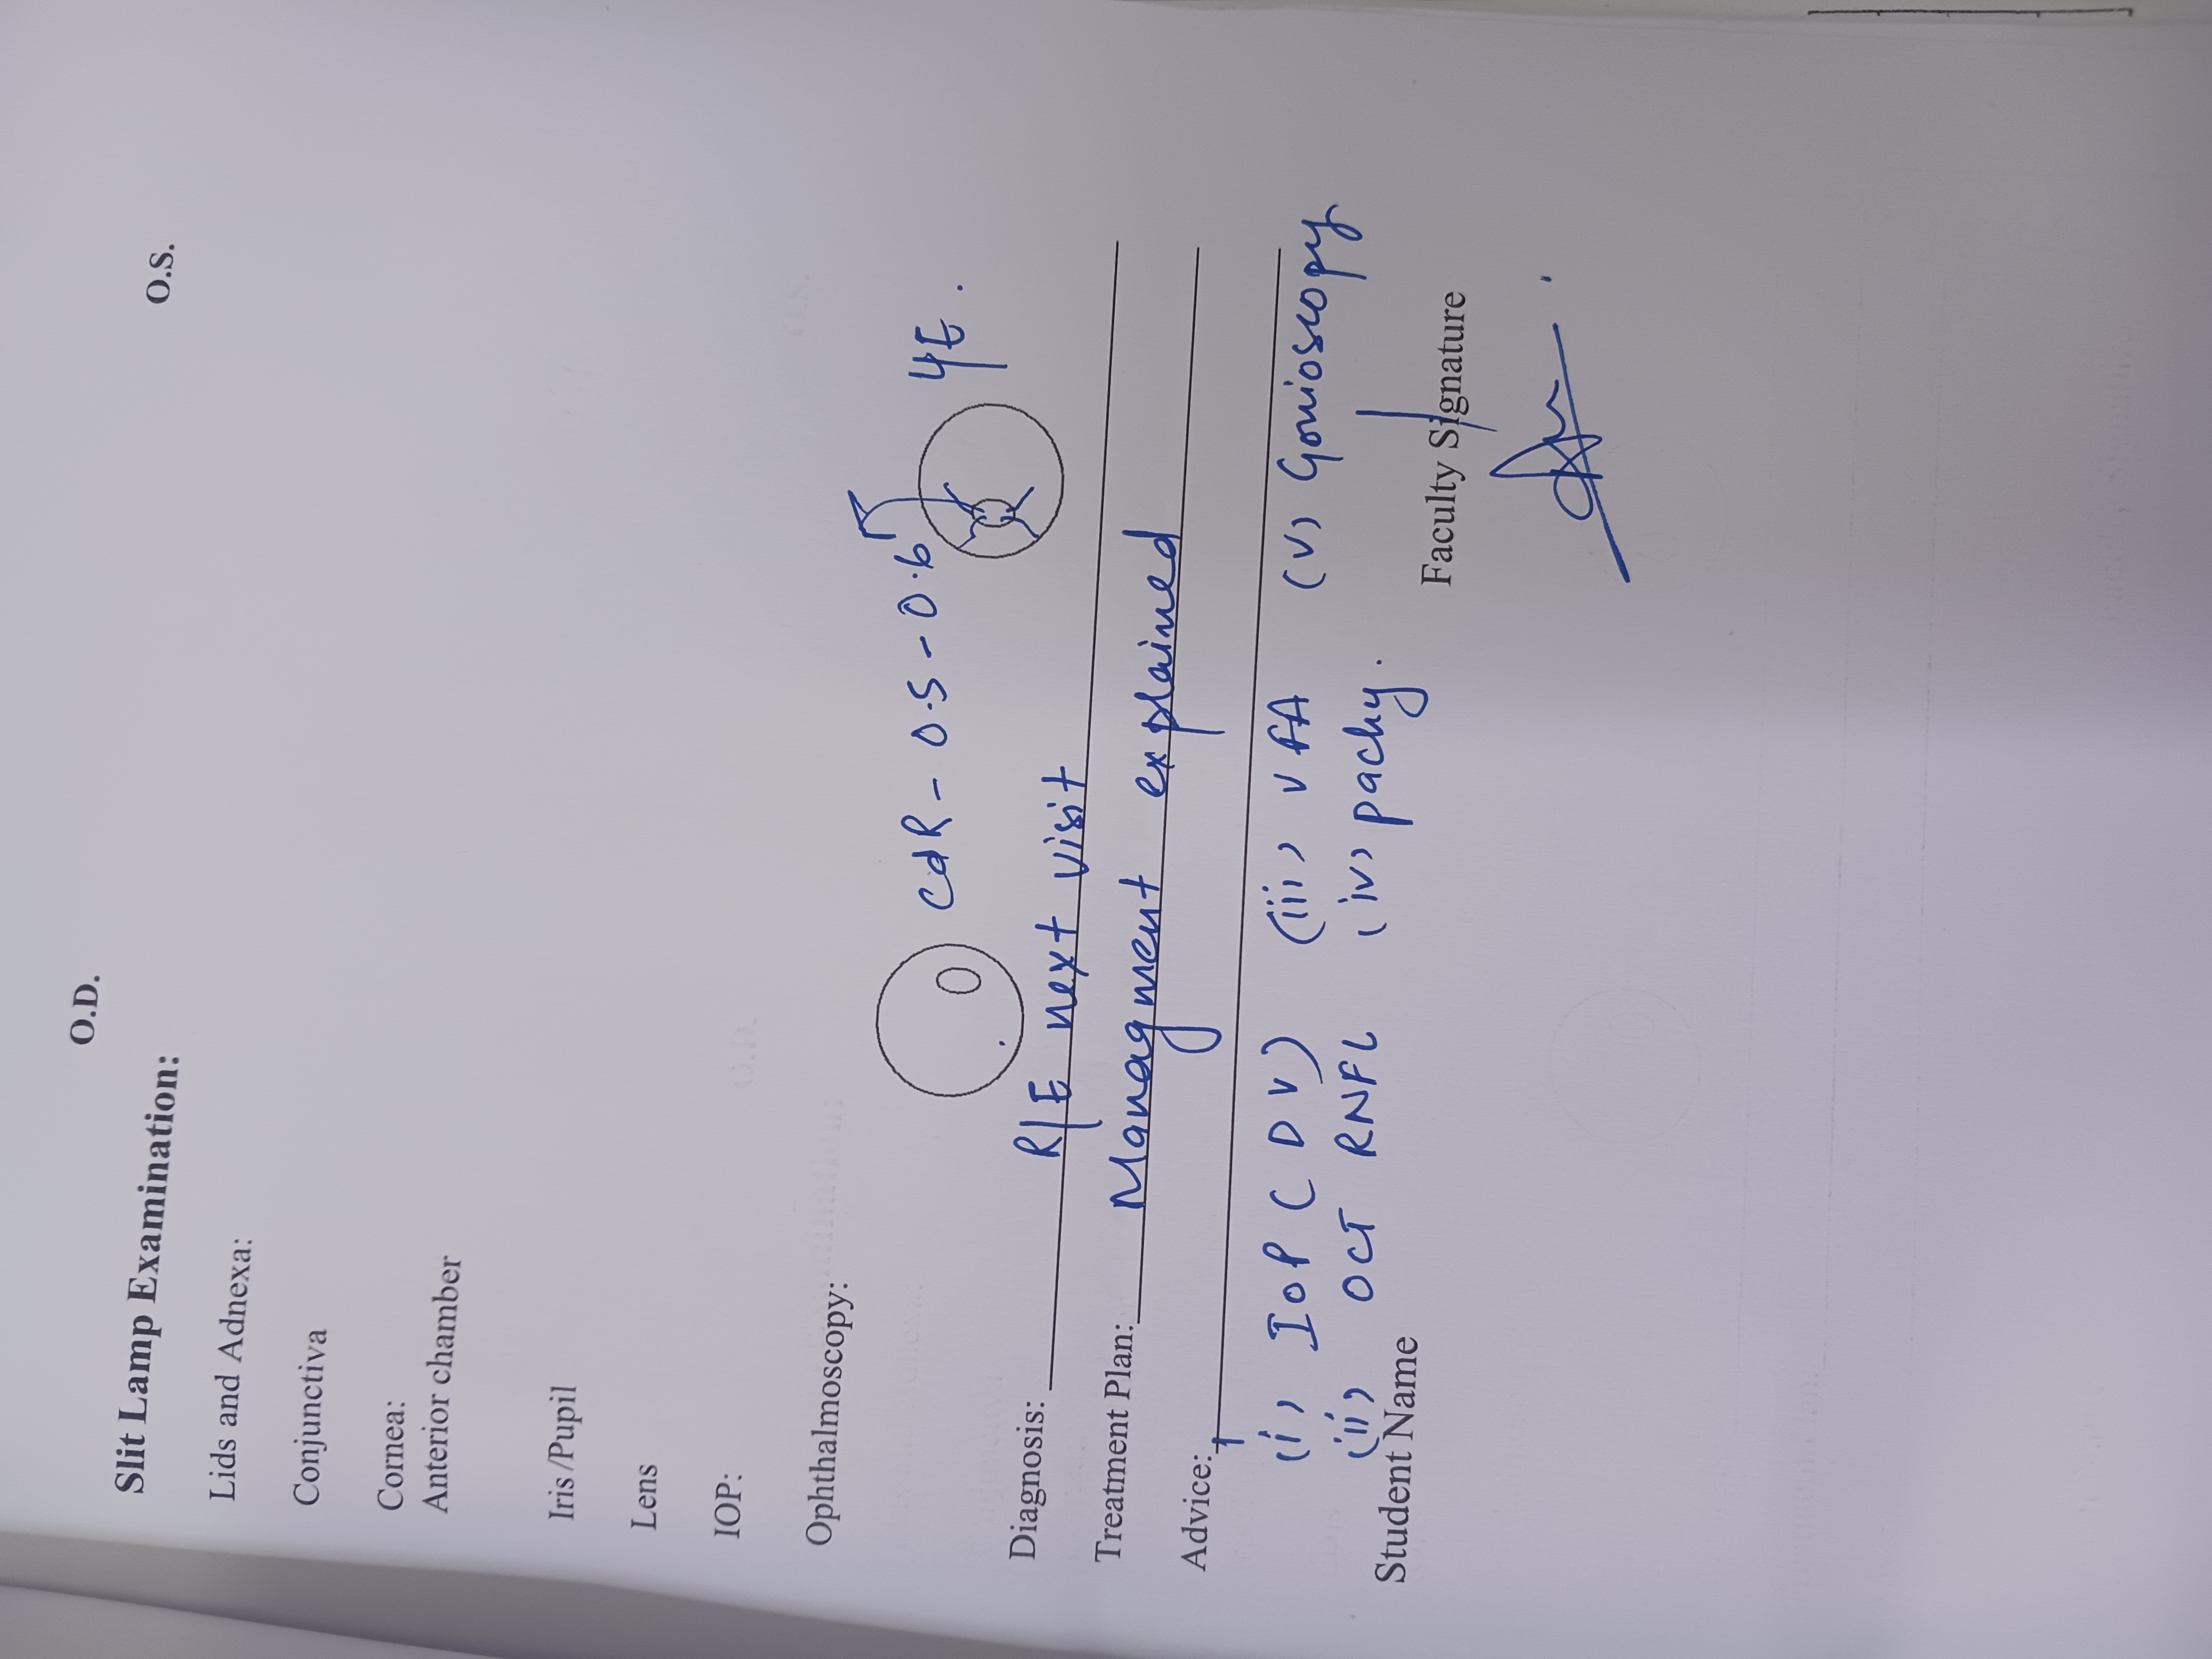 O.D.
O.S.
Slit Lamp Examination:
Lids and Adnexa:
Conjunctiva
Cornea:
Anterior chamber
Iris /Pupil
Lens
IOP:
Ophthalmoscopy:
CdR - 0.5 - 0.6
Diagnosis: R/E next visit
Treatment Plan: Managment explained
Advice:
(i) IOP (DV) (iii) VFA (v) Gonioscopy
(ii) OCT RNFL (iv) pachy.
Student Name
Faculty Signature